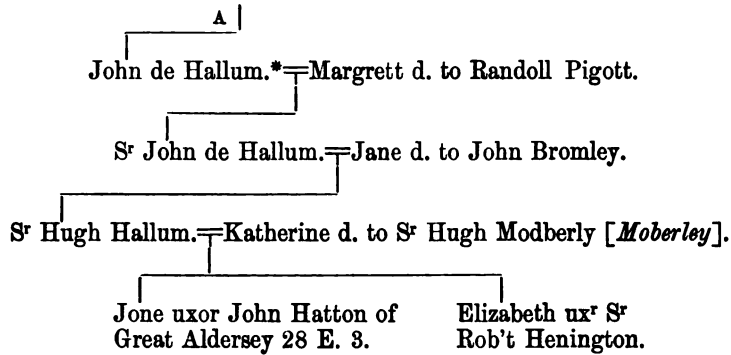 A
John de Hallum.*=Margrett d. to Randoll Pigott.
Sʳ John de Hallum.=Jane d. to John Bromley.
Sʳ Hugh Hallum.=Katherine d. to Sʳ Hugh Modberly [Moberley].
Jone uxor John Hatton of Great Aldersey 28 E. 3.
Elizabeth uxʳ Sʳ Rob't Henington.